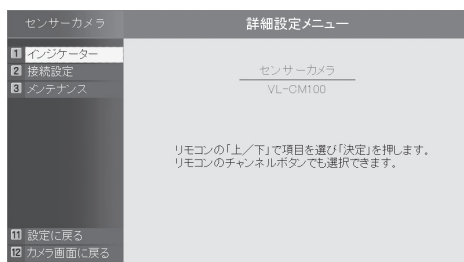 センサーカメラ
詳細設定メニュー
1 インジケーター
2 接続設定
3 メンテナンス
センサーカメラ
VL-CM100
リモコンの「上／下」で項目を選び「決定」を押します。
リモコンのチャンネルボタンでも選択できます。
11 設定に戻る
12 カメラ画面に戻る